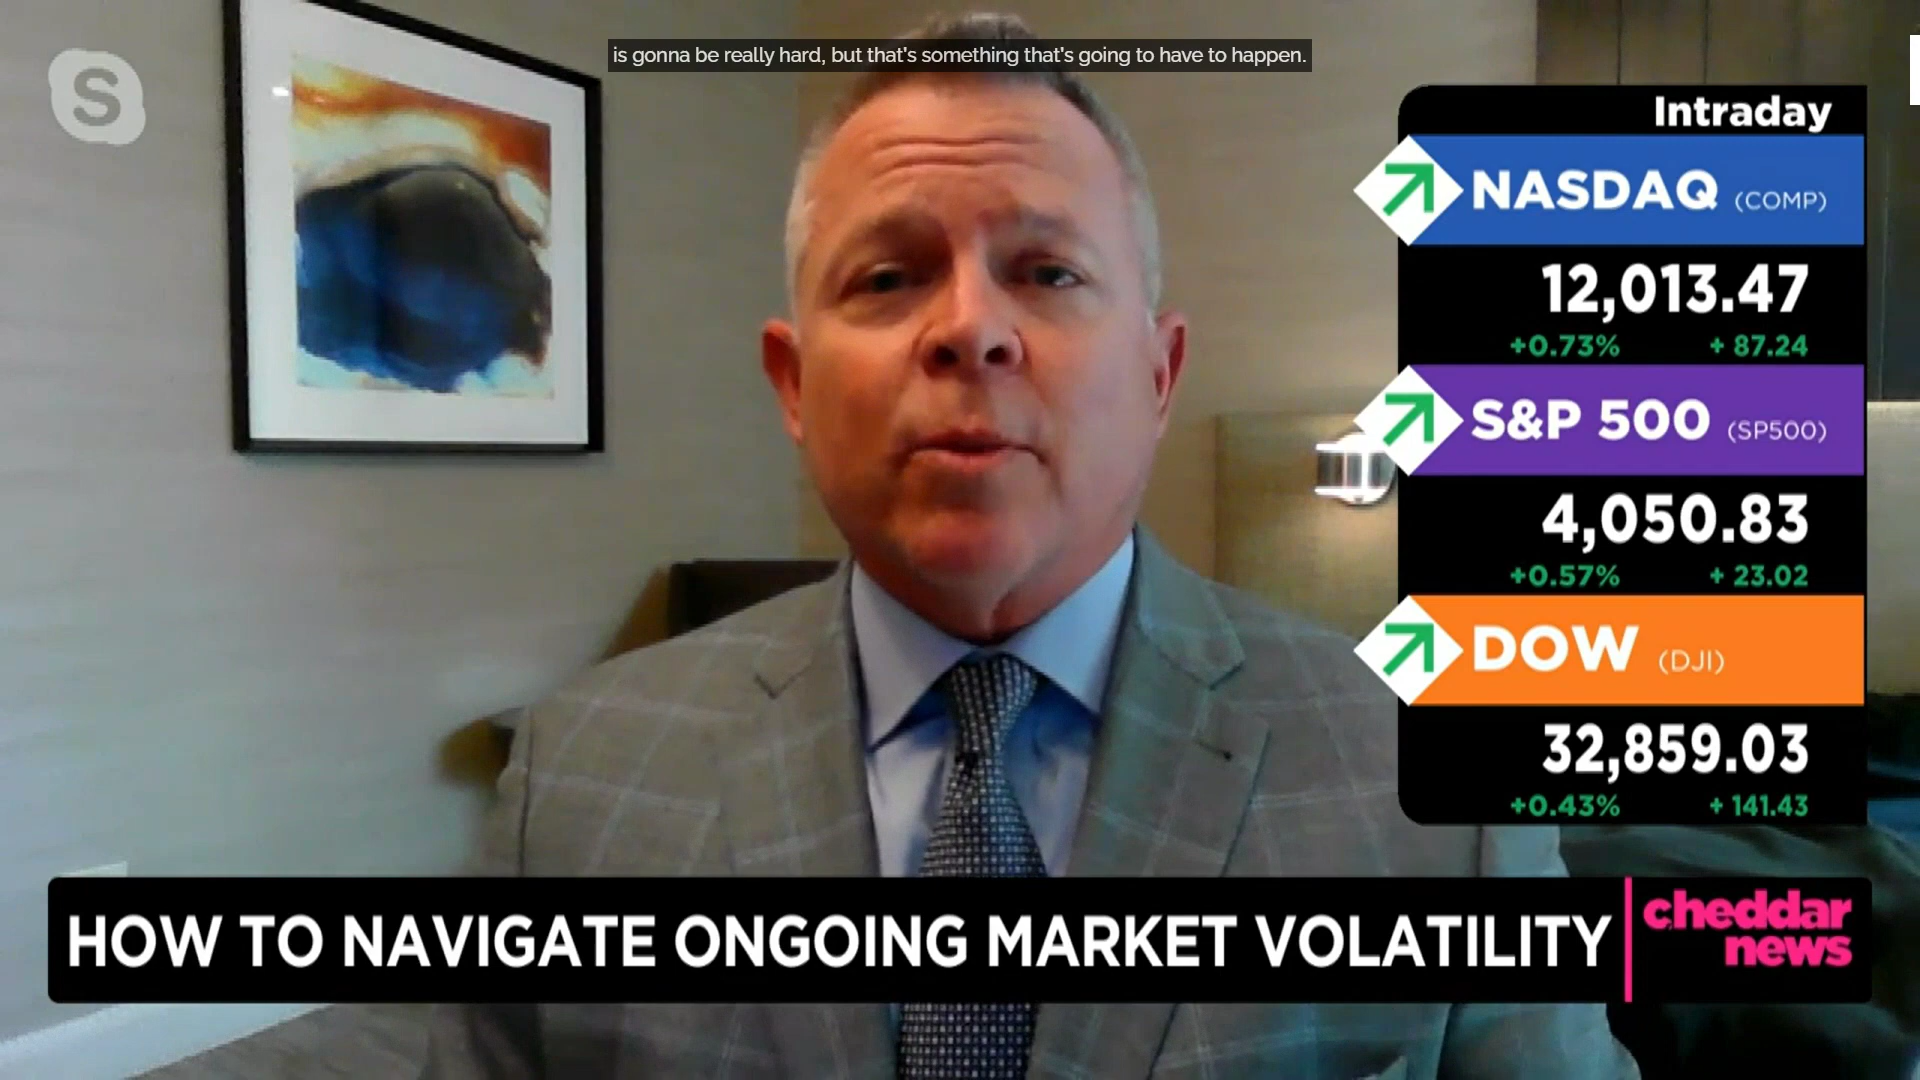 is gonna be really hard, but that's something that's going to have to happen.
S
Intraday
NASDAQ (COMP)
12,013.47
+0.73% + 87.24
S&P 500 (SP500)
4,050.83
+0.57% + 23.02
DOW (DJI)
32,859.03
+0.43% + 141.43
HOW TO NAVIGATE ONGOING MARKET VOLATILITY
cheddar
news